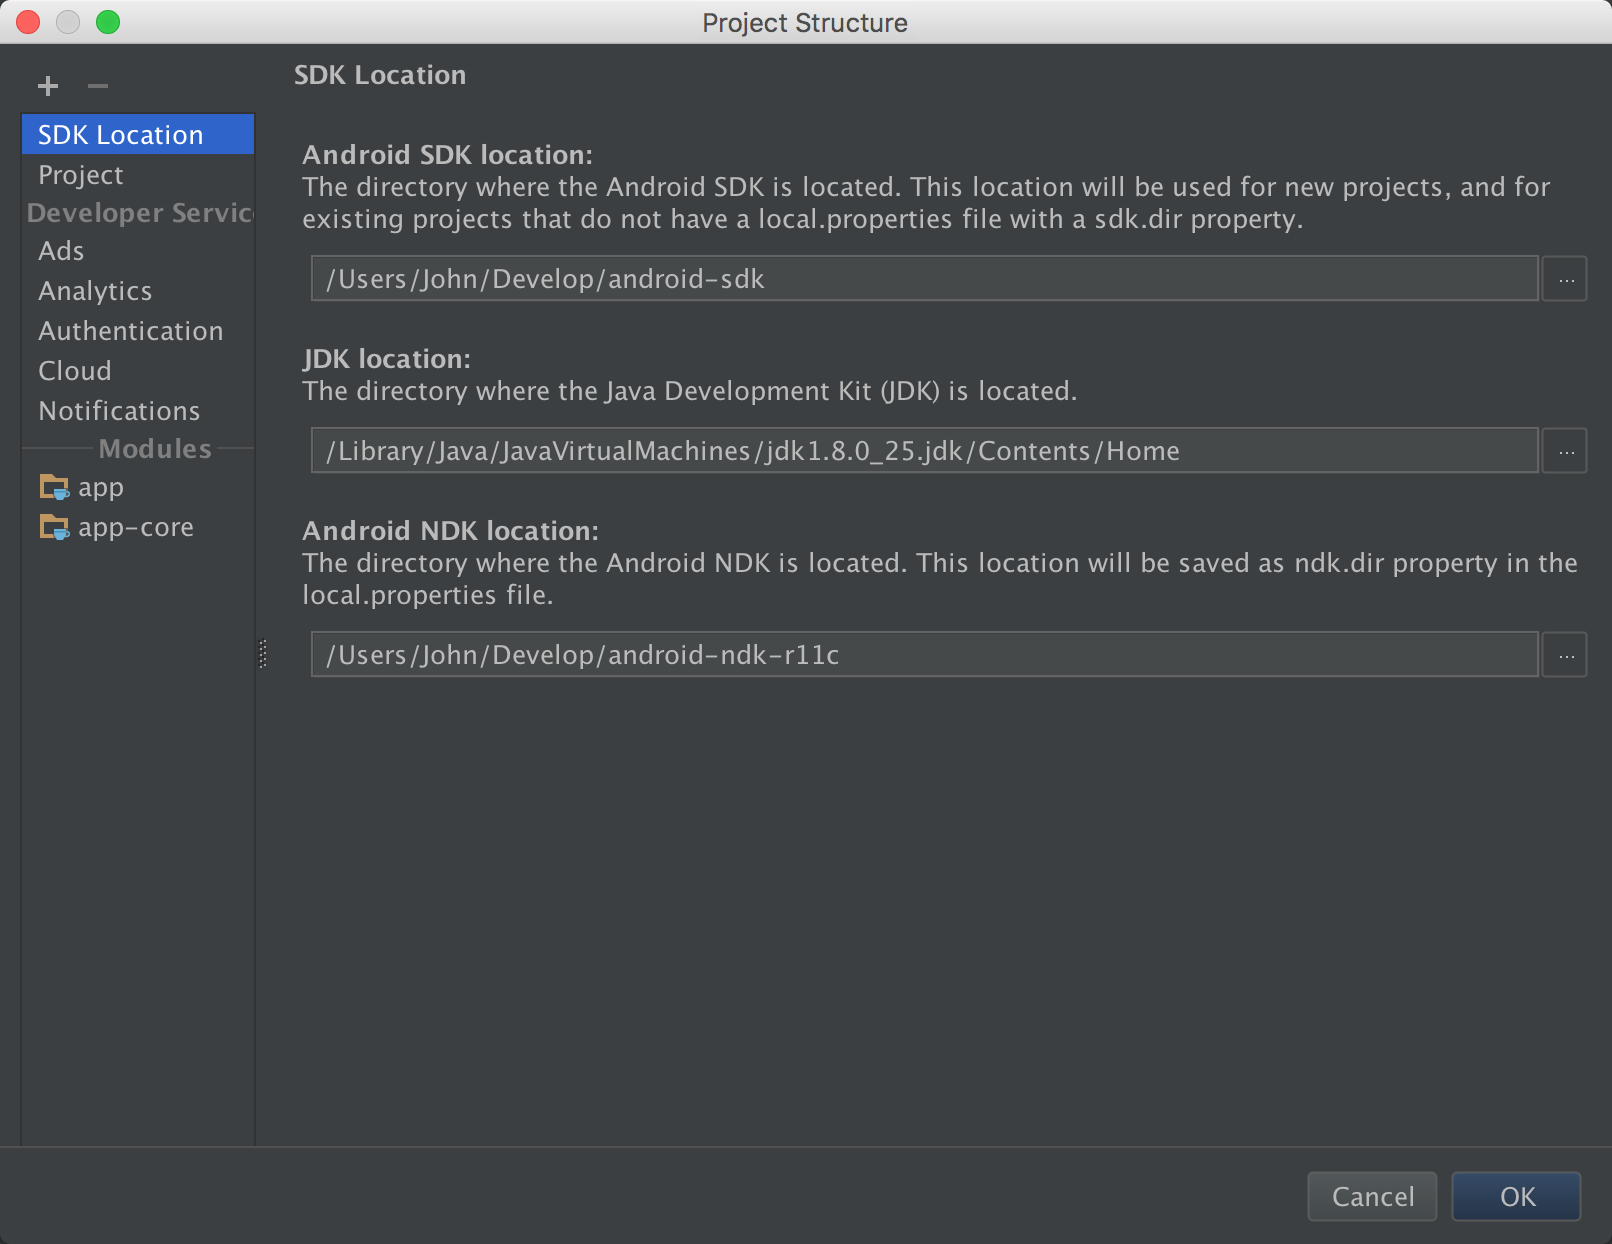 Project Structure
SDK Location
Project
Developer Servic
Ads
Analytics
Authentication
Cloud
Notifications
Modules
app
app-core
SDK Location
Android SDK location:
The directory where the Android SDK is located. This location will be used for new projects, and for
existing projects that do not have a local.properties file with a sdk.dir property.
/Users/John/Develop/android-sdk
...
JDK location:
The directory where the Java Development Kit (JDK) is located.
/Library/Java/JavaVirtualMachines/jdk1.8.0_25.jdk/Contents/Home
...
Android NDK location:
The directory where the Android NDK is located. This location will be saved as ndk.dir property in the
local.properties file.
/Users/John/Develop/android-ndk-r11c
...
Cancel
OK